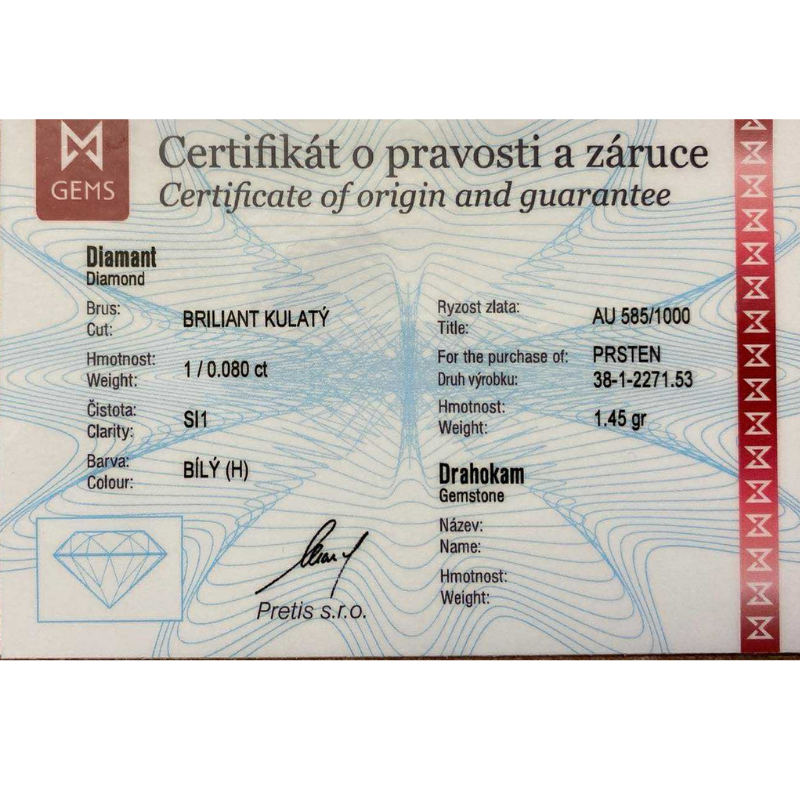 GEMS
Certifikát o pravosti a záruce
Certificate of origin and guarantee
Diamant
Diamond
Brus:
Cut:
BRILIANT KULATÝ
Hmotnost:
Weight:
1 / 0.080 ct
Čistota:
Clarity:
SI1
Barva:
Colour:
BÍLÝ (H)
Pretis s.r.o.
Ryzost zlata:
Title:
AU 585/1000
For the purchase of:
Druh výrobku:
PRSTEN
38-1-2271.53
Hmotnost:
Weight:
1.45 gr
Drahokam
Gemstone
Název:
Name:
Hmotnost:
Weight: